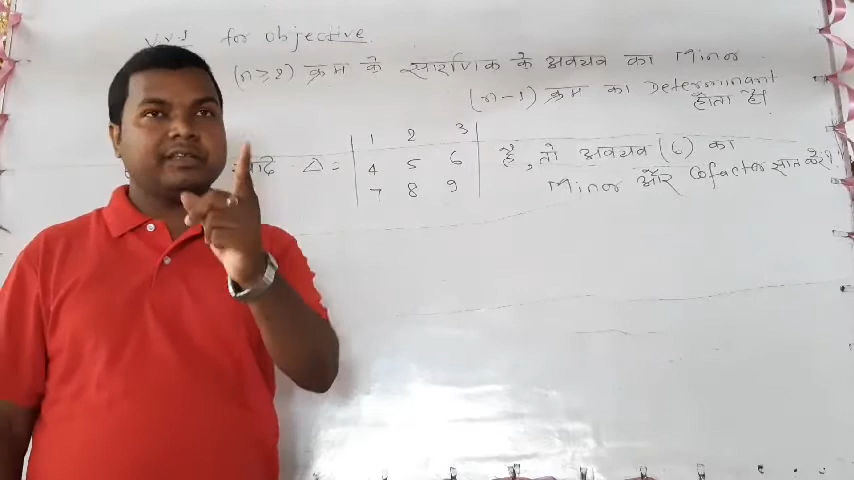 v.v.I for objective.
(n≥2) क्रम के सारणिक के अवयव का Minor
(n-1) क्रम का Determinant होता है।
यदि Δ = | 1 2 3 | है, तो अवयव (6) का
4 5 6
7 8 9
Minor और Cofactor ज्ञात करें?